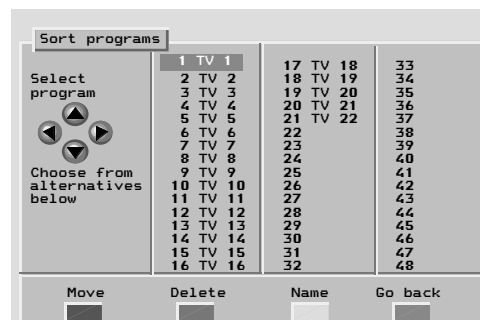 Sort programs
Select
program
Choose from
alternatives
below
1 TV 1
2 TV 2
3 TV 3
4 TV 4
5 TV 5
6 TV 6
7 TV 7
8 TV 8
9 TV 9
10 TV 10
11 TV 11
12 TV 12
13 TV 13
14 TV 14
15 TV 15
16 TV 16
17 TV 18
18 TV 19
19 TV 20
20 TV 21
21 TV 22
22
23
24
25
26
27
28
29
30
31
32
33
34
35
36
37
38
39
40
41
42
43
44
45
46
47
48
Move Delete Name Go back